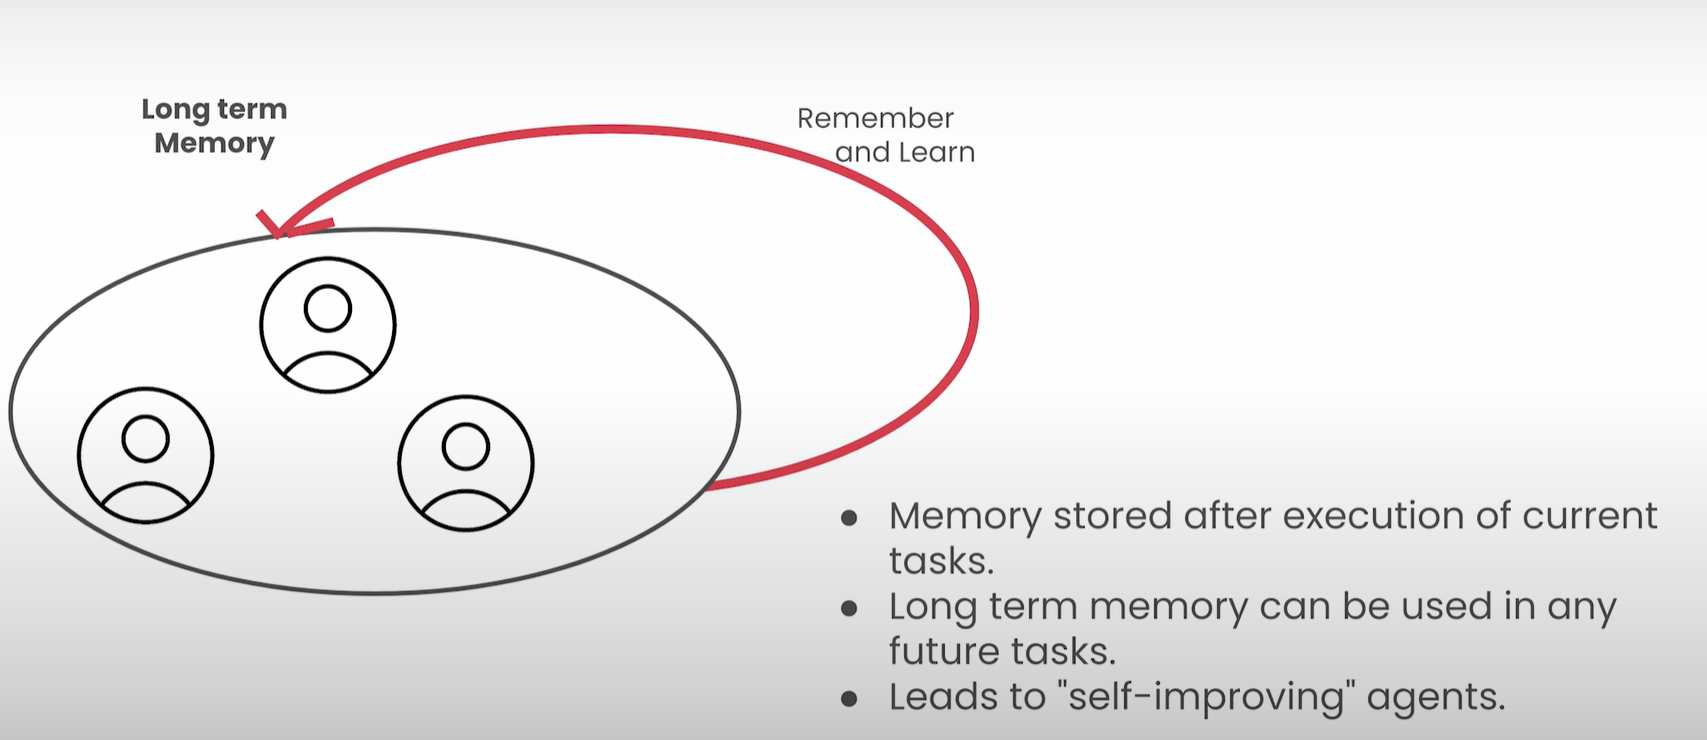 Long term
Memory
Remember
and Learn
● Memory stored after execution of current
tasks.
● Long term memory can be used in any
future tasks.
● Leads to "self-improving" agents.